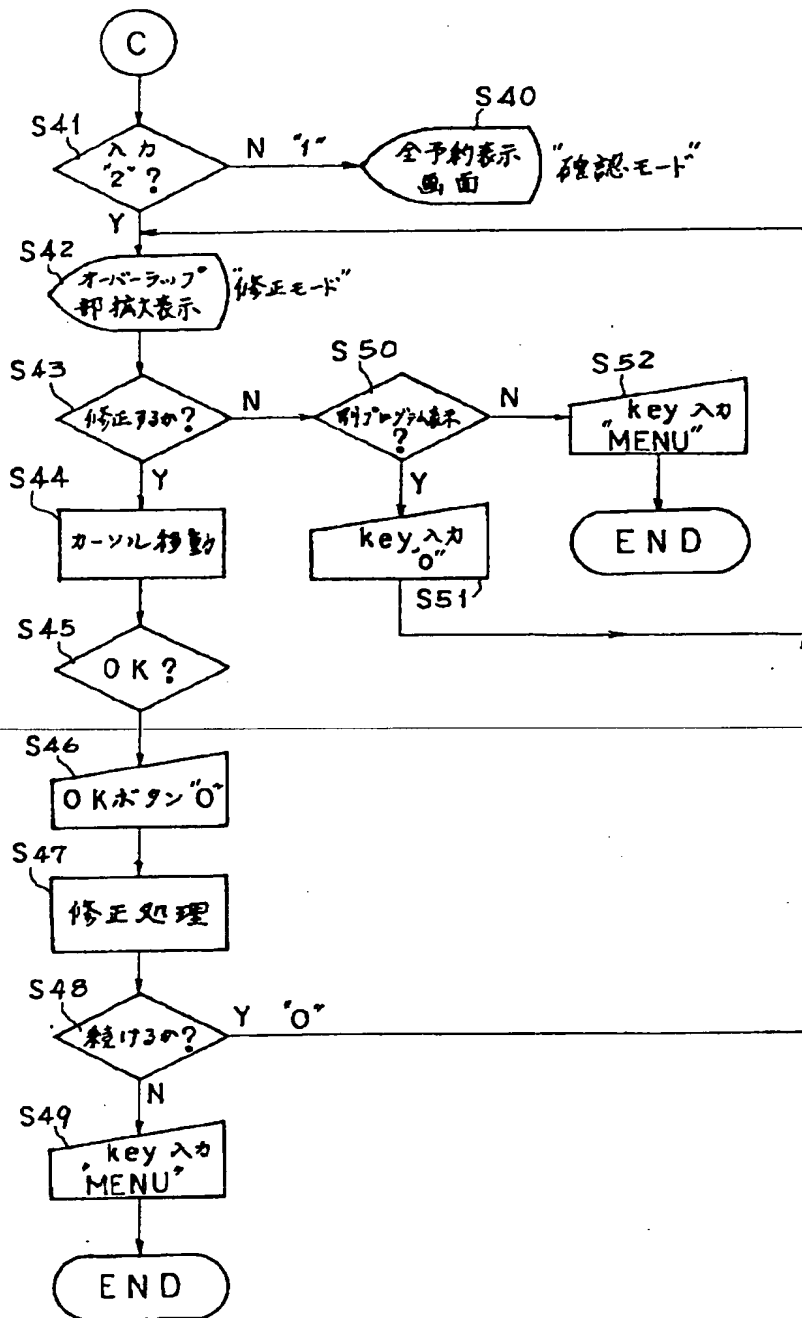 C
S41
入力
"2"?
N "1"
S40
全予約表示
画面
"確認モード"
Y
S42
オーバーラップ
部拡大表示
"修正モード"
S43
修正するか?
N
S50
別プログラム表示
?
N
S52
key 入力
"MENU"
END
Y
S44
カーソル移動
Y
key 入力
"0"
S51
S45
OK?
S46
OKボタン"0"
S47
修正処理
S48
続けるか?
Y "0"
N
S49
key 入力
"MENU"
END